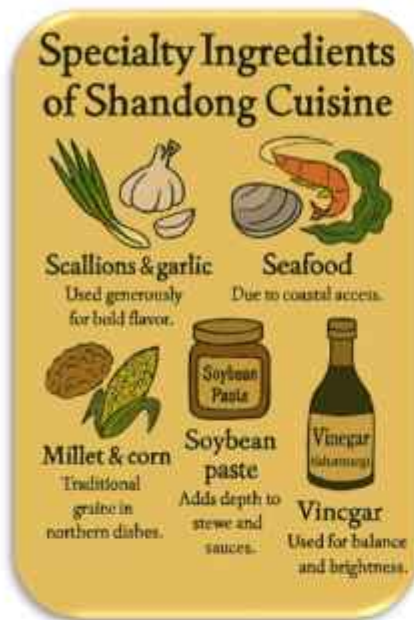 Specialty Ingredients
of Shandong Cuisine
Scallions & garlic
Used generously
for bold flavor.
Seafood
Due to coastal access.
Millet & corn
Traditional
graine in
northern dishes.
Soybean
Paste
Soybean
paste
Adds depth to
stewe and
sauces.
Vinegar
Vincgar
Used for balance
and brightness.